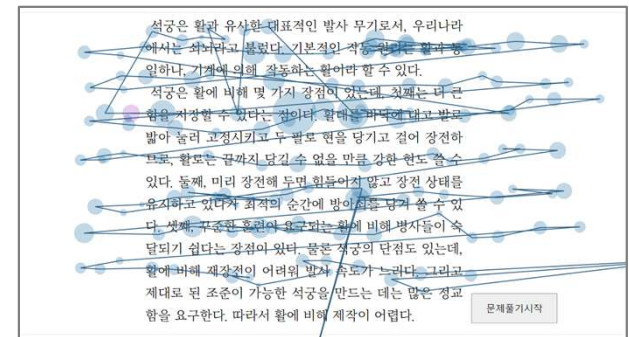 석궁은 활과 유사한 대표적인 발사 무기로서, 우리나라
에서는 쇠뇌라고 불렀다. 기본적인 작동 원리는 활과 동
일하나, 기계에 의해 작동하는 활이라 할 수 있다.
석궁은 활에 비해 몇 가지 장점이 있는데, 첫째는 더 큰
힘을 저장할 수 있다는 점이다. 활대를 바닥에 대고 발로
밟아 눌러 고정시키고 두 팔로 현을 당기고 걸어 장전하
므로, 활로는 끝까지 당길 수 없을 만큼 강한 현도 쓸 수
있다. 둘째, 미리 장전해 두면 힘들이지 않고 장전 상태를
유지하고 있다가 최적의 순간에 방아쇠를 당겨 쏠 수 있
다. 셋째, 꾸준한 훈련이 요구되는 활에 비해 병사들이 숙
달되기 쉽다는 장점이 있다. 물론 석궁의 단점도 있는데,
활에 비해 재장전이 어려워 발사 속도가 느리다. 그리고
제대로 된 조준이 가능한 석궁을 만드는 데는 많은 정교
함을 요구한다. 따라서 활에 비해 제작이 어렵다.
문제풀기시작